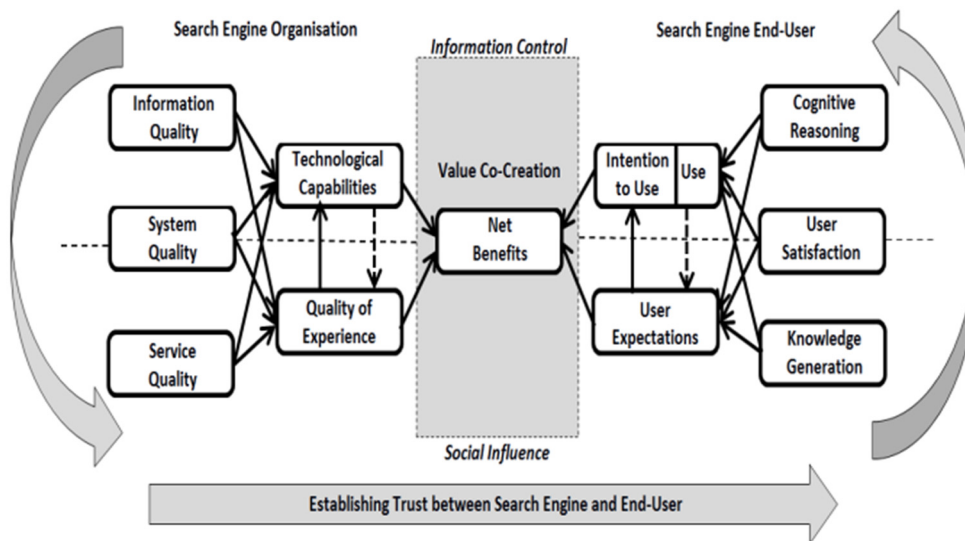 Search Engine Organisation
Information Control
Search Engine End-User
Information
Quality
Cognitive
Reasoning
Technological
Capabilities
Value Co-Creation
Intention
to Use
Use
System
Quality
Net
Benefits
User
Satisfaction
Quality of
Experience
User
Expectations
Service
Quality
Knowledge
Generation
Social Influence
Establishing Trust between Search Engine and End-User